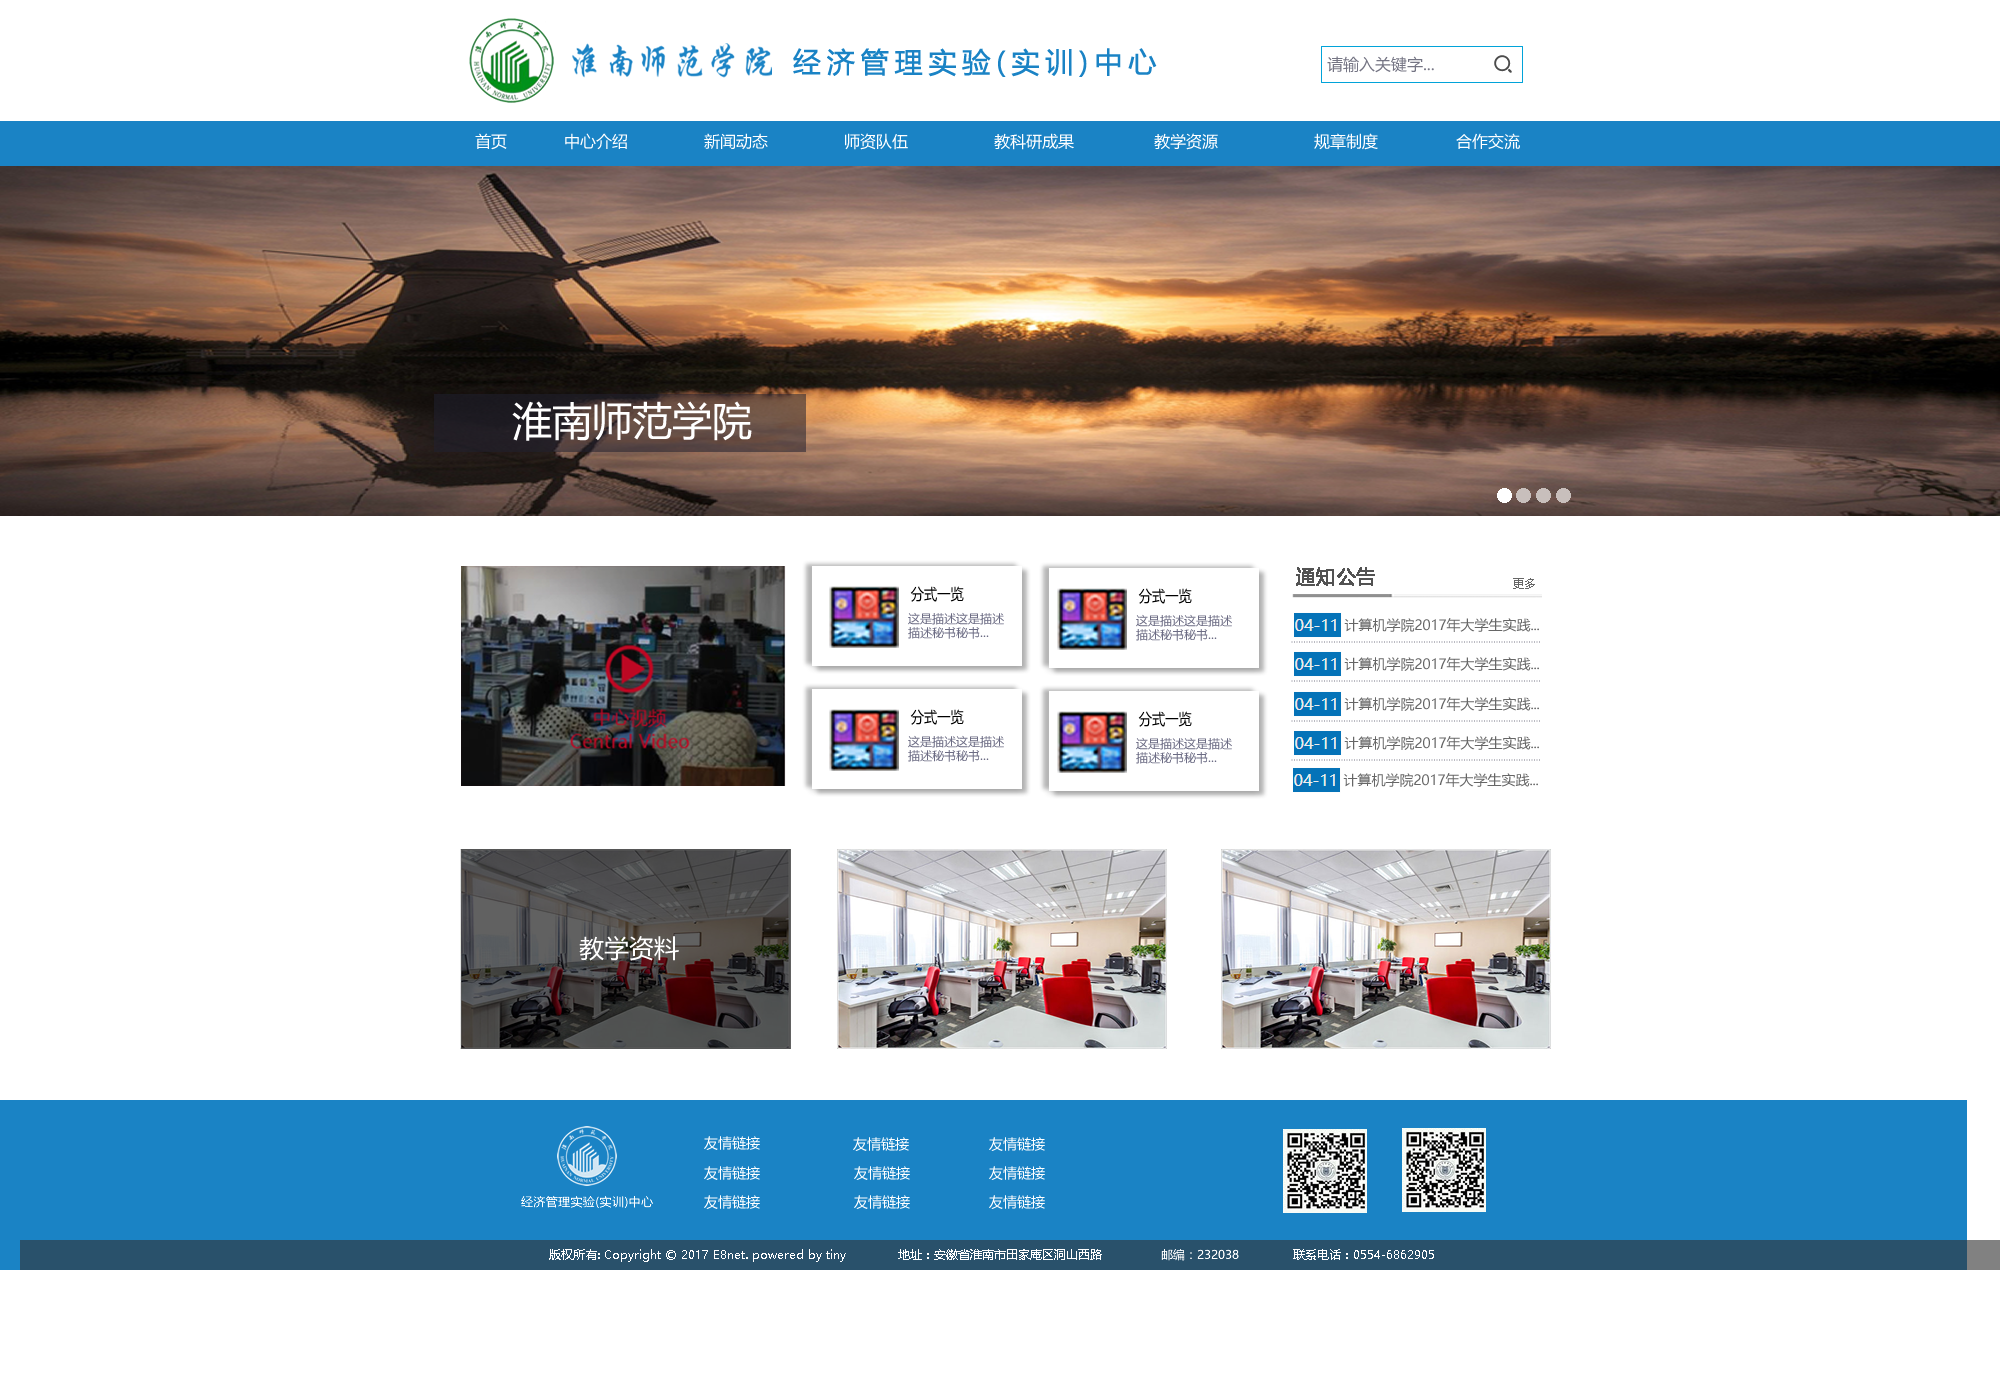 淮南师范学院 经济管理实验(实训)中心
请输入关键字...
首页 中心介绍 新闻动态 师资队伍 教科研成果 教学资源 规章制度 合作交流
淮南师范学院
中心视频
Central Video
分式一览
这是描述这是描述
描述秘书秘书...
分式一览
这是描述这是描述
描述秘书秘书...
分式一览
这是描述这是描述
描述秘书秘书...
分式一览
这是描述这是描述
描述秘书秘书...
通知公告 更多
04-11 计算机学院2017年大学生实践...
04-11 计算机学院2017年大学生实践...
04-11 计算机学院2017年大学生实践...
04-11 计算机学院2017年大学生实践...
04-11 计算机学院2017年大学生实践...
教学资料
经济管理实验(实训)中心
友情链接 友情链接 友情链接
友情链接 友情链接 友情链接
友情链接 友情链接 友情链接
版权所有: Copyright © 2017 E8net. powered by tiny 地址：安徽省淮南市田家庵区洞山西路 邮编：232038 联系电话：0554-6862905